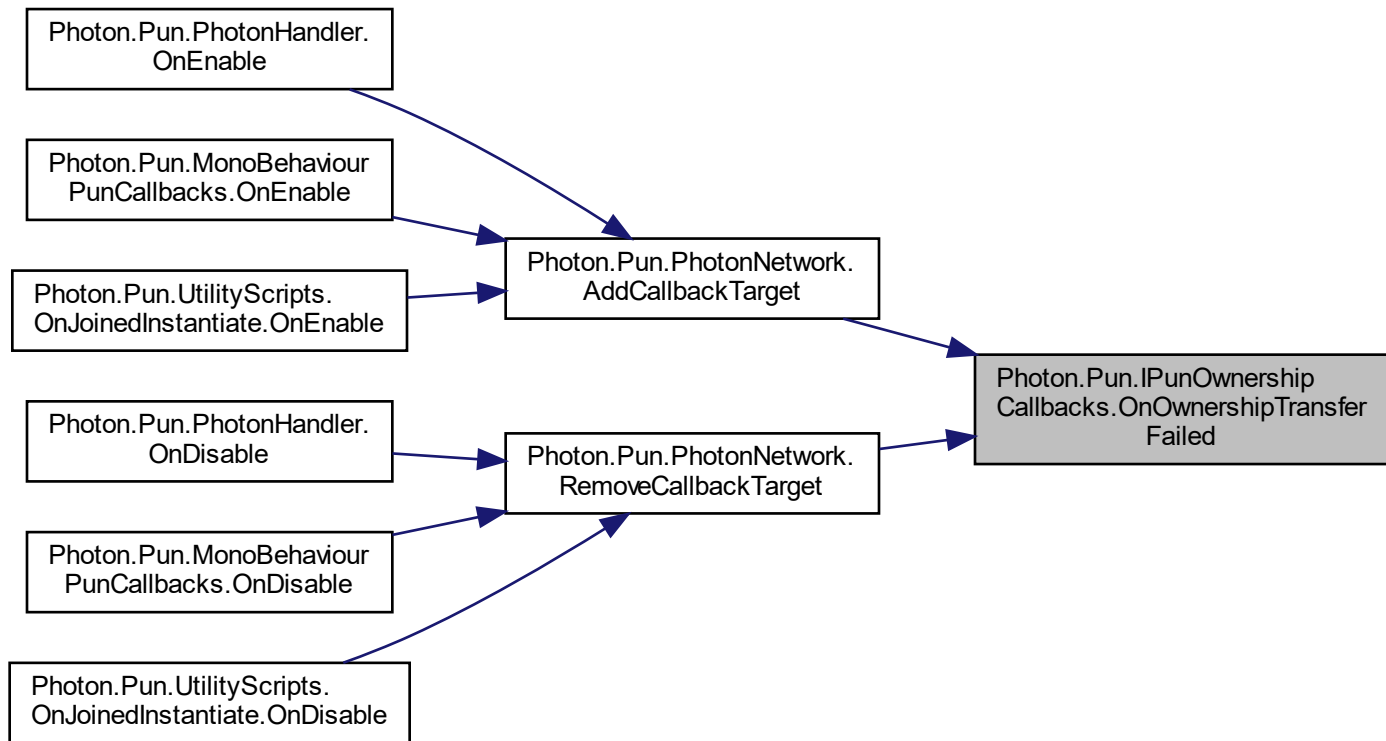 Photon.Pun.PhotonHandler.
OnEnable
Photon.Pun.MonoBehaviour
PunCallbacks.OnEnable
Photon.Pun.UtilityScripts.
OnJoinedInstantiate.OnEnable
Photon.Pun.PhotonHandler.
OnDisable
Photon.Pun.MonoBehaviour
PunCallbacks.OnDisable
Photon.Pun.UtilityScripts.
OnJoinedInstantiate.OnDisable
Photon.Pun.PhotonNetwork.
AddCallbackTarget
Photon.Pun.PhotonNetwork.
RemoveCallbackTarget
Photon.Pun.IPunOwnership
Callbacks.OnOwnershipTransfer
Failed